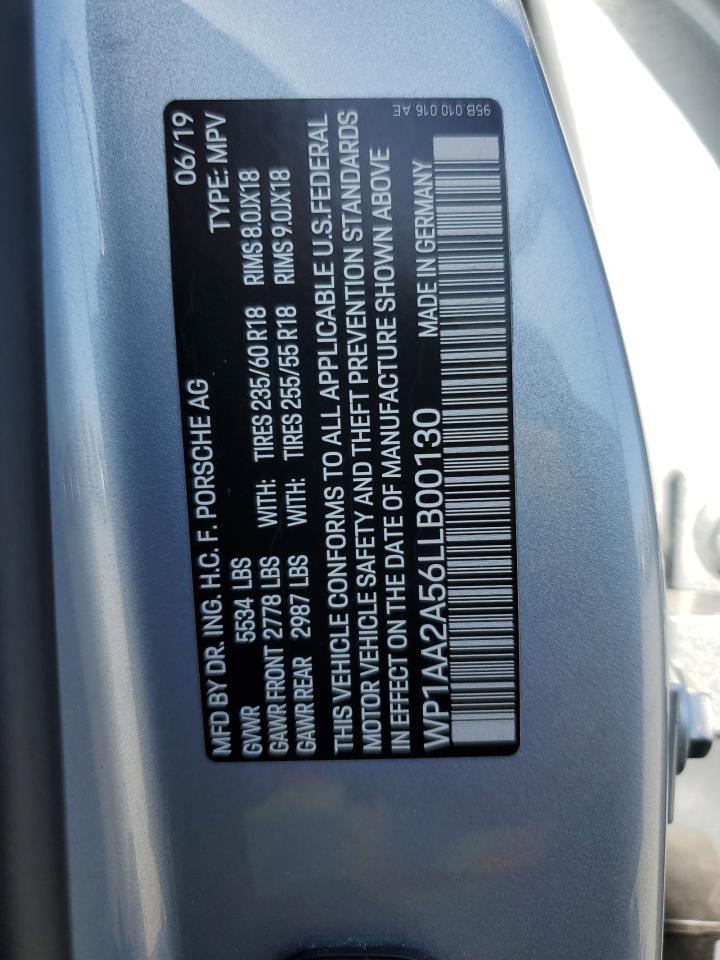 06/19
MFD BY DR. ING. H.C. F. PORSCHE AG TYPE: MPV
GVWR 5534 LBS
GAWR FRONT 2778 LBS WITH: TIRES 235/60 R18 RIMS 8.0JX18
GAWR REAR 2987 LBS WITH: TIRES 255/55 R18 RIMS 9.0JX18
THIS VEHICLE CONFORMS TO ALL APPLICABLE U.S.FEDERAL
MOTOR VEHICLE SAFETY AND THEFT PREVENTION STANDARDS
IN EFFECT ON THE DATE OF MANUFACTURE SHOWN ABOVE
WP1AA2A56LLB00130 MADE IN GERMANY
95B 010 016 AE